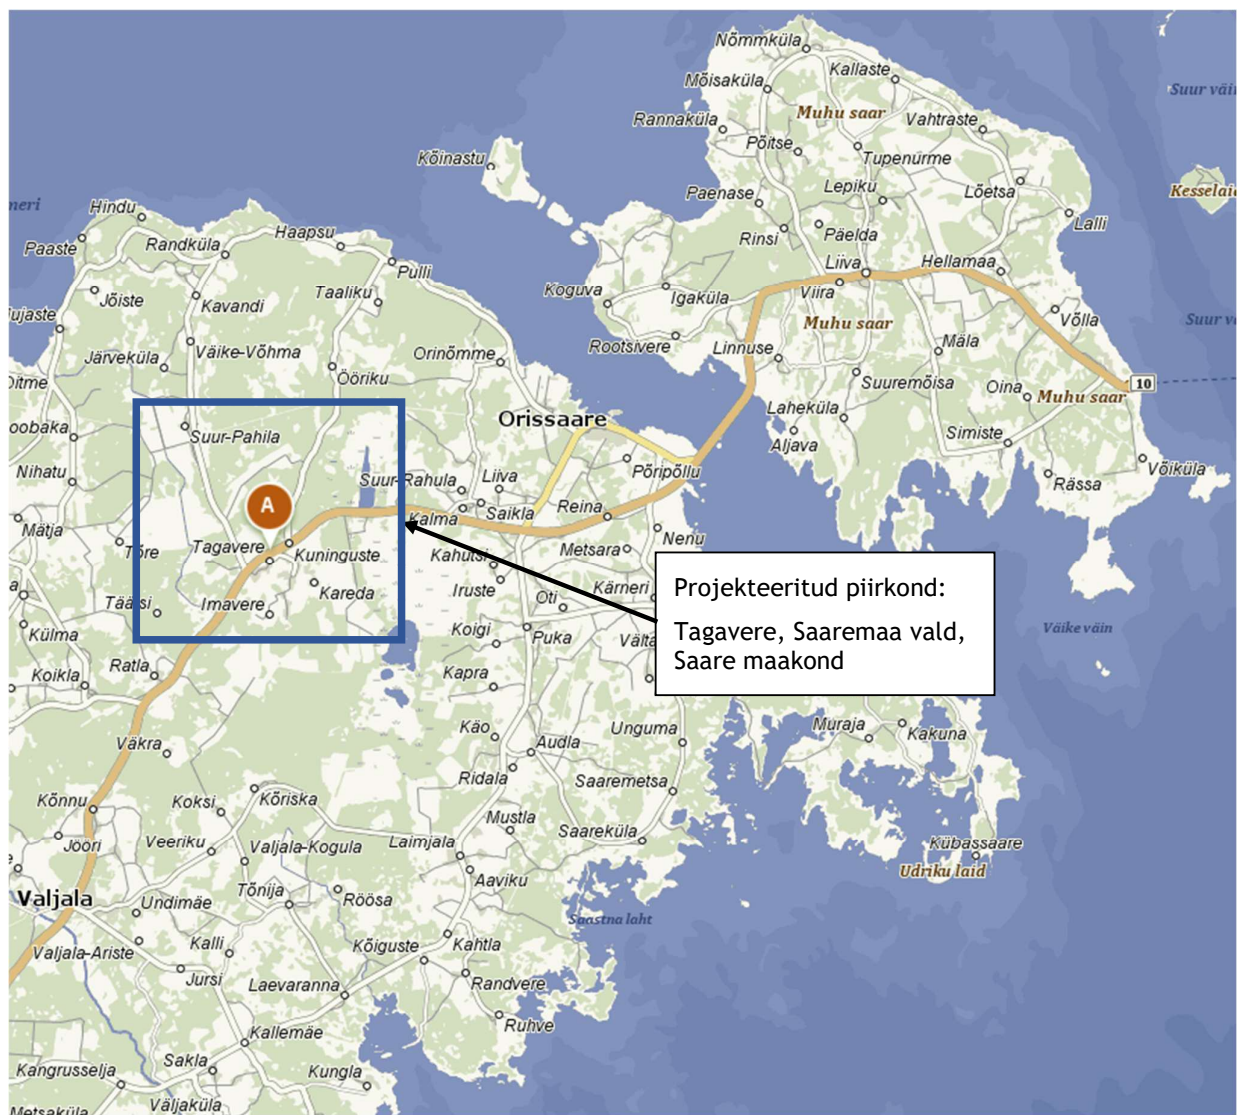 Nõmmküla
Kallaste
Mõisaküla
Suur väi
Muhu saar
Rannaküla
Vahtraste
Põitse
Tupenurme
Kõinastu
Lepiku
Lõetsa
Paenase
Kesselaid
neri
Hindu
Lalli
Haapsu
Päelda
Randküla
Rinsi
Paaste
Liiva
Hellamaa
Pulli
Jõiste
Taaliku
Koguva
Igaküla
Viira
Kavandi
ujaste
Võlla
Suur v
Muhu saar
Rootsivere
Linnuse
Mäla
Järveküla
Väike-Võhma
Orinõmme
Ööriku
Suuremõisa
Oina
10
Muhu saar
Oitme
Laheküla
Orissaare
oobaka
Suur-Pahila
Aljava
Simiste
Nihatu
Suur-Rahula
Liiva
Põripõllu
Võiküla
Rässa
A
Kalma
Saikla
Reina
Mätja
Tõre
Tagavere
Kuninguste
Kahutsi
Metsara
Nenu
Projekteeritud piirkond:
Tagavere, Saaremaa vald,
Saare maakond
a
Kareda
Iruste
Kärneri
Imavere
Oti
Külma
Koigi
Puka
Välta
Väike väin
Koikla
Ratla
Kapra
Käo
Unguma
Muraja
Kakuna
Väkra
Audla
Ridala
Saaremetsa
Kõnnu
Koksi
Kõriska
Mustla
Jööri
Veeriku
Valjala-Kogula
Laimjala
Saareküla
Kübassaare
Udriku laid
e
Tõnija
Aaviku
Valjala
Undimäe
Röösa
Saastna laht
Valjala-Ariste
Kalli
Kõiguste
Kahtla
Jursi
Laevaranna
Randvere
Ruhve
Kallemäe
Sakla
Kangrusselja
Kungla
Väljaküla
Metsaküla